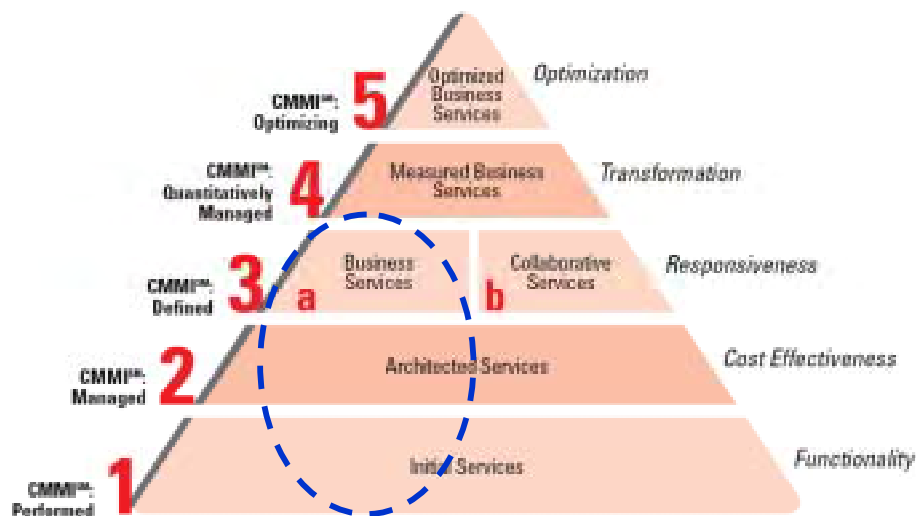 5
CMMI℠:
Optimizing
Optimized
Business
Services
Optimization
4
CMMI℠:
Quantitatively
Managed
Measured Business
Services
Transformation
3
CMMI℠:
Defined
a
Business
Services
b
Collaborative
Services
Responsiveness
2
CMMI℠:
Managed
Architected Services
Cost Effectiveness
1
CMMI℠:
Performed
Initial Services
Functionality